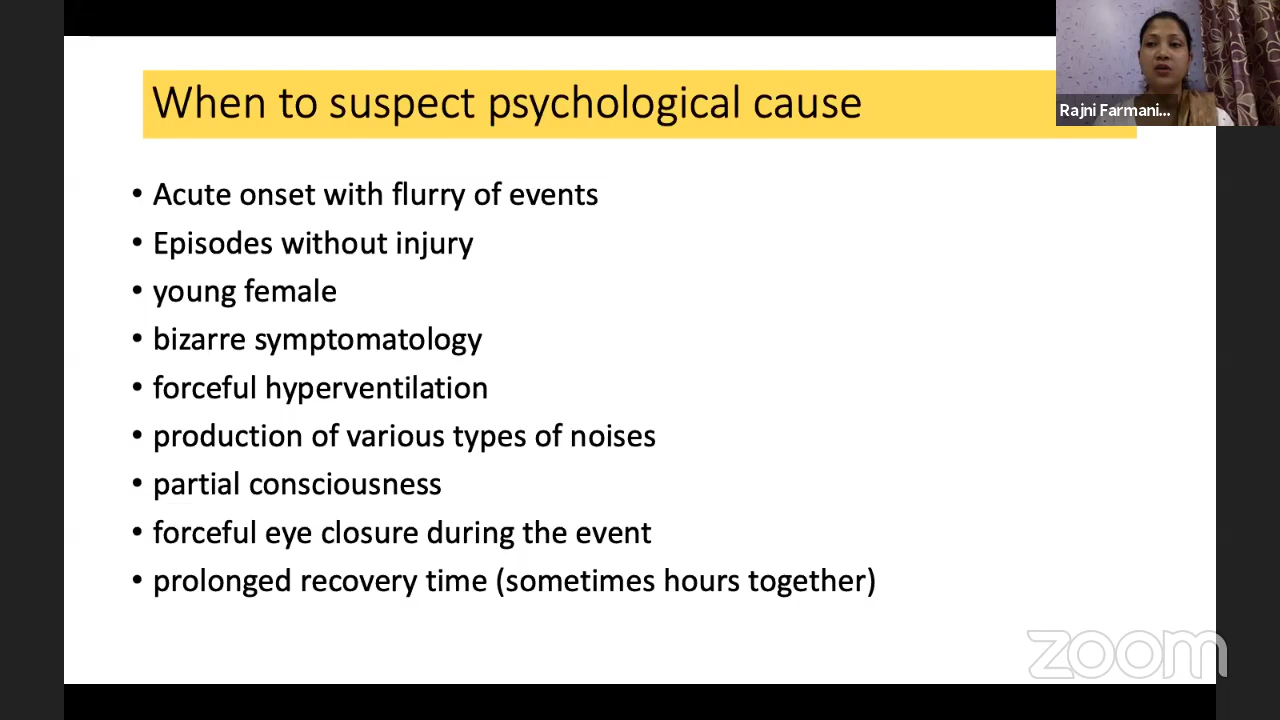 When to suspect psychological cause
Rajni Farmani...
• Acute onset with flurry of events
• Episodes without injury
• young female
• bizarre symptomatology
• forceful hyperventilation
• production of various types of noises
• partial consciousness
• forceful eye closure during the event
• prolonged recovery time (sometimes hours together)
zoom